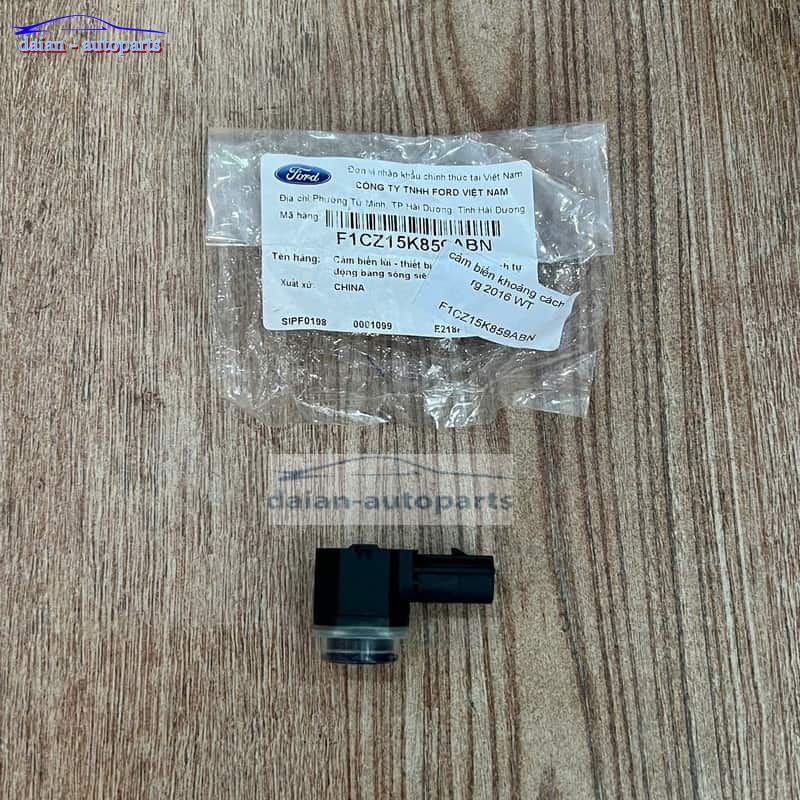 daian - autoparts
Ford
Đơn vị nhập khẩu chính thức tại Việt Nam
CÔNG TY TNHH FORD VIỆT NAM
Địa chỉ: Phường Tứ Minh, TP Hải Dương, Tỉnh Hải Dương
Mã hàng:
F1CZ15K859ABN
Tên hàng: Cảm biến lùi - thiết bị
động bằng sóng
Xuất xứ: CHINA
SIPF0198 0001099
cảm biến khoảng cách
rg 2016 WT
F1CZ15K859ABN
daian-autoparts